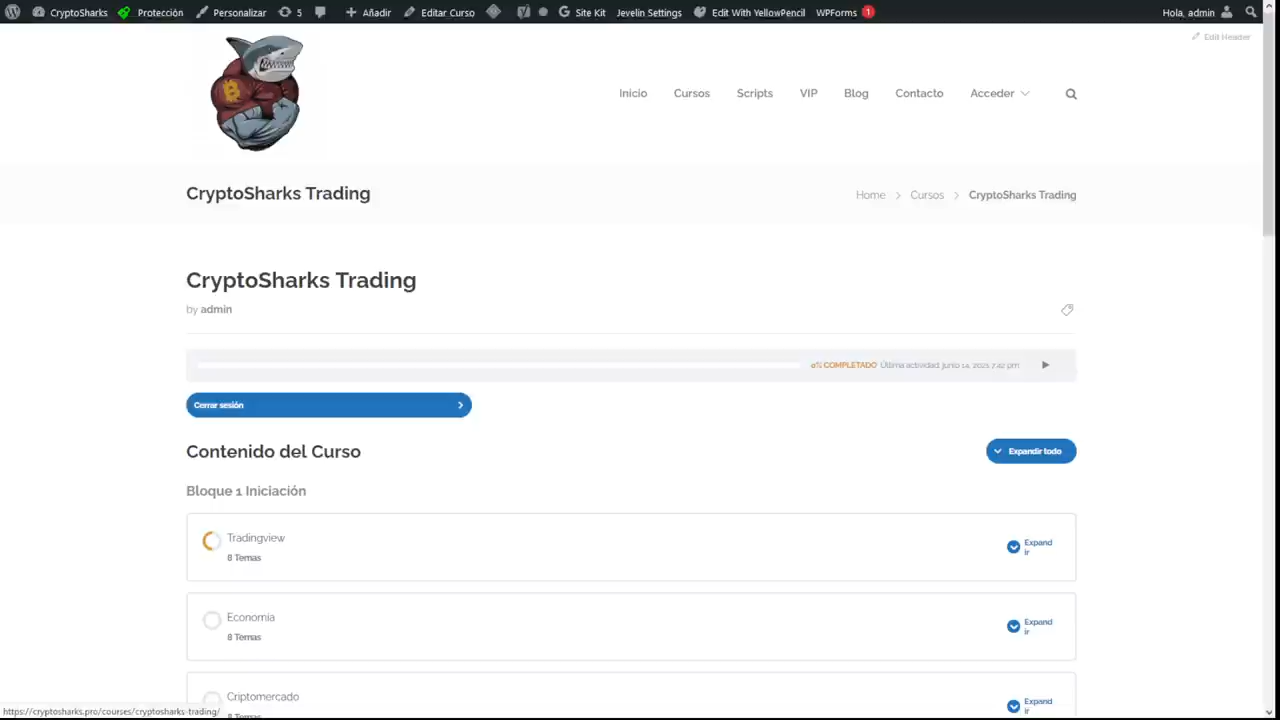 CryptoSharks Protección Personalizar 5 Añadir Editar Curso Site Kit Jevelin Settings Edit With YellowPencil WPForms 1 Hola, admin
Edit Header
Inicio Cursos Scripts VIP Blog Contacto Acceder
CryptoSharks Trading
Home > Cursos > CryptoSharks Trading
CryptoSharks Trading
by admin
0% COMPLETADO Última actividad: junio 14, 2021 7:42 pm
Cerrar sesión
Contenido del Curso
Expandir todo
Bloque 1 Iniciación
Tradingview
8 Temas
Expand
ir
Economía
8 Temas
Expand
ir
Criptomercado
8 Temas
Expand
ir
https://cryptosharks.pro/courses/cryptosharks-trading/